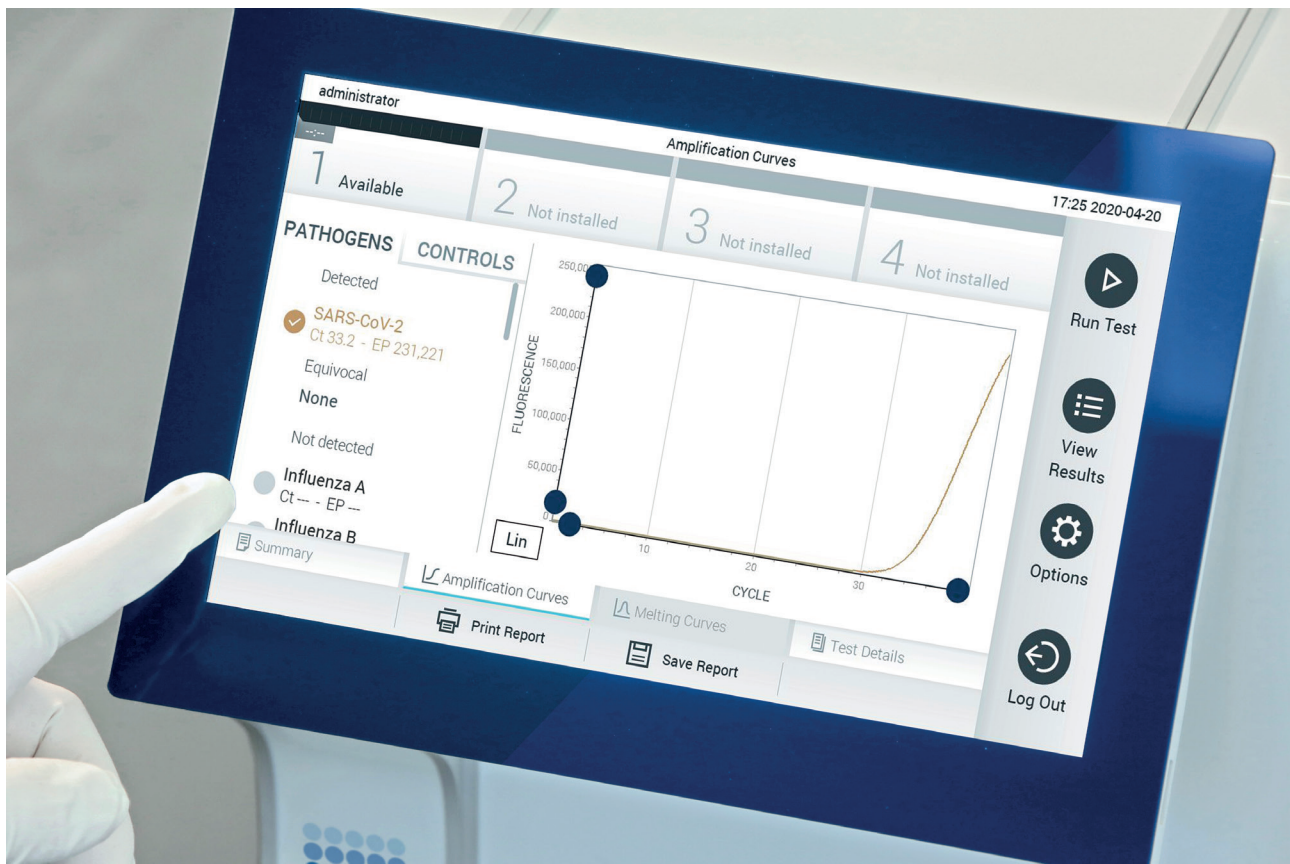 administrator
Amplification Curves
17:25 2020-04-20
--:--
1 Available
2 Not installed
3 Not installed
4 Not installed
PATHOGENS
CONTROLS
Detected
SARS-CoV-2
Ct 33.2 - EP 231,221
Equivocal
None
Not detected
Influenza A
Ct --- - EP ---
Influenza B
FLUORESCENCE
250,00
200,000
150,000
100,000
50,000
0
Lin
10
20
30
CYCLE
Run Test
View
Results
Options
Log Out
Summary
Amplification Curves
Melting Curves
Test Details
Print Report
Save Report